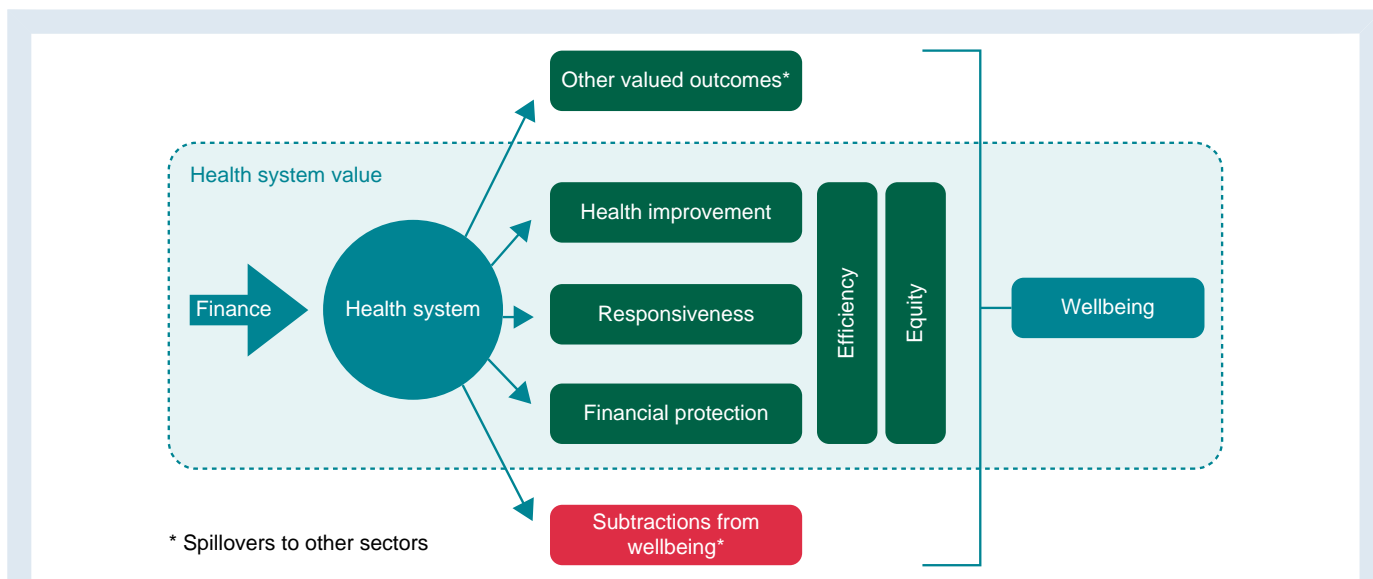 Other valued outcomes*
Health system value
Health improvement
Finance
Health system
Responsiveness
Financial protection
Efficiency
Equity
Wellbeing
Subtractions from
wellbeing*
* Spillovers to other sectors